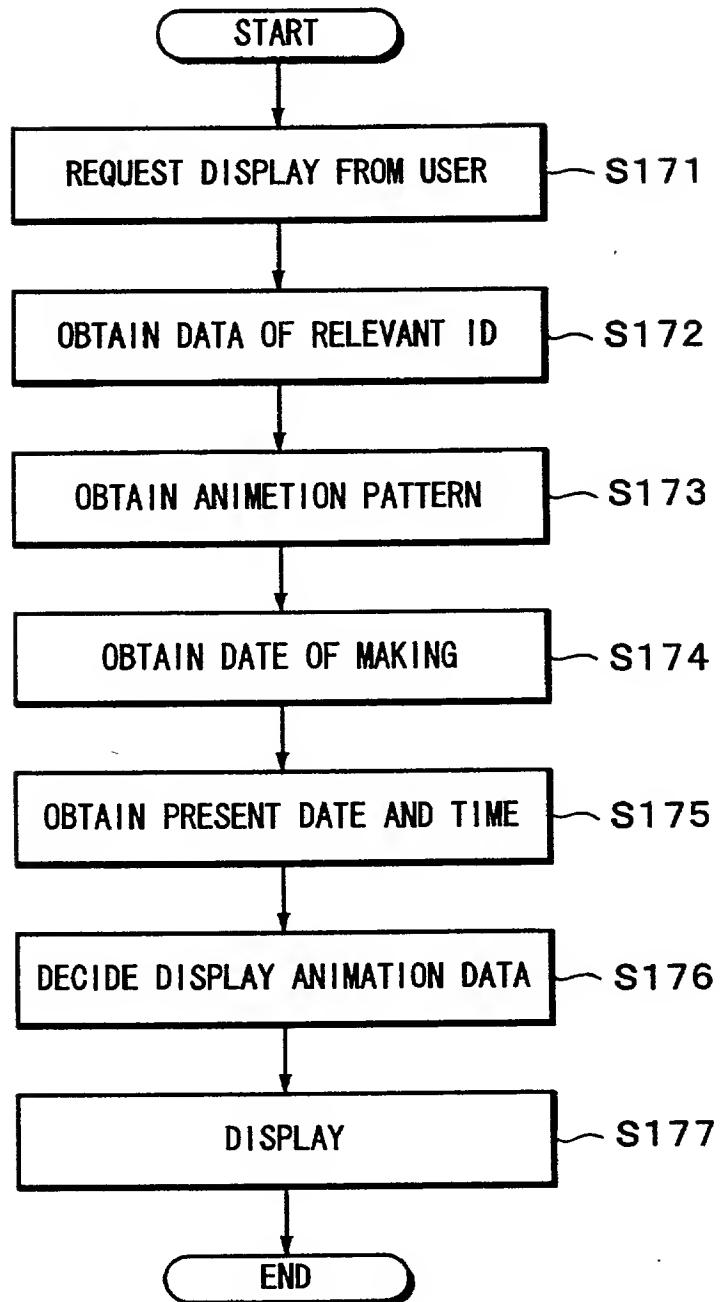 START
REQUEST DISPLAY FROM USER S171
OBTAIN DATA OF RELEVANT ID S172
OBTAIN ANIMETION PATTERN S173
OBTAIN DATE OF MAKING S174
OBTAIN PRESENT DATE AND TIME S175
DECIDE DISPLAY ANIMATION DATA S176
DISPLAY S177
END